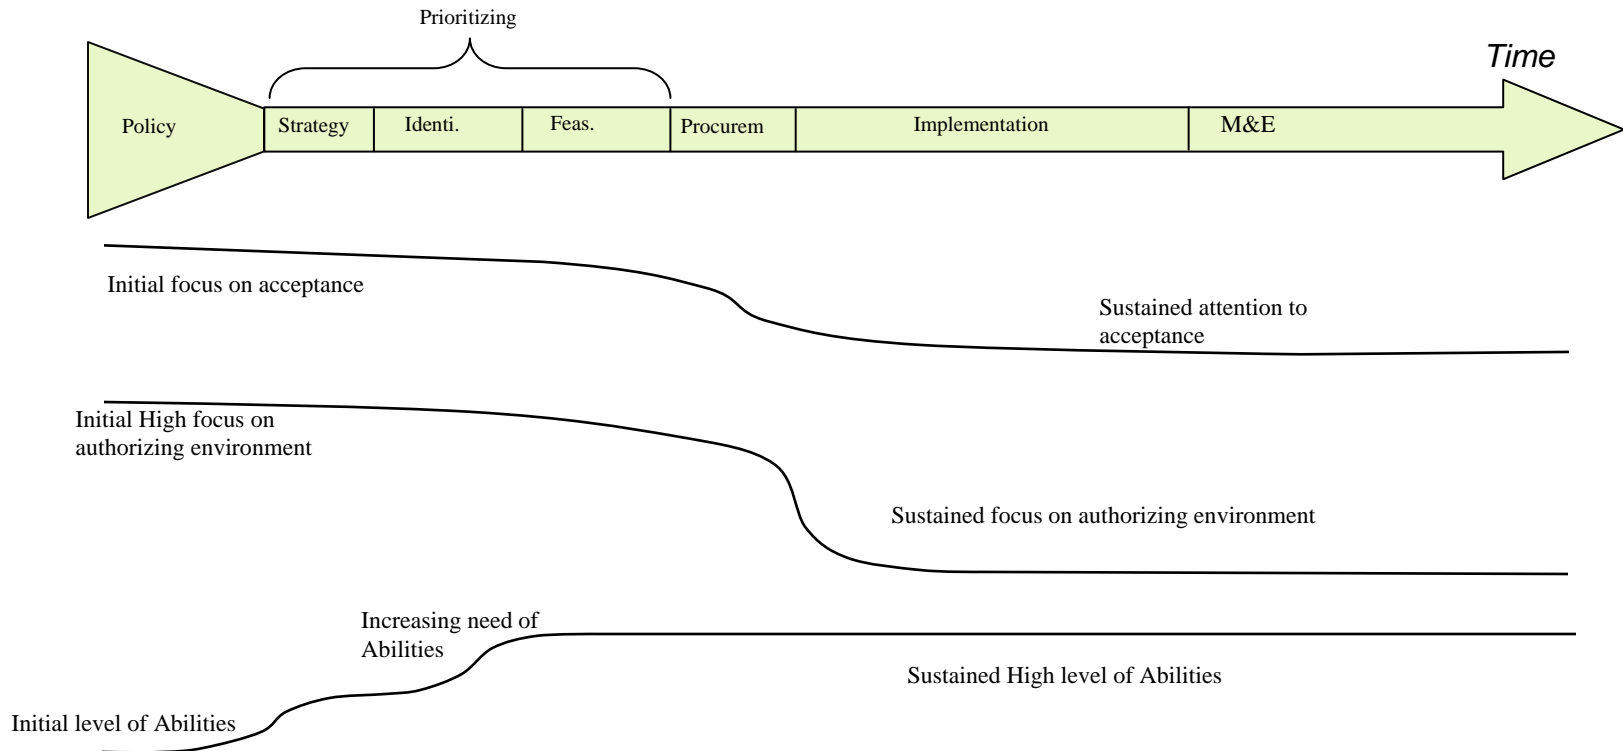 Prioritizing
Time
Policy
Strategy
Identi.
Feas.
Procurem
Implementation
M&E
Initial focus on acceptance
Sustained attention to
acceptance
Initial High focus on
authorizing environment
Sustained focus on authorizing environment
Increasing need of
Abilities
Sustained High level of Abilities
Initial level of Abilities